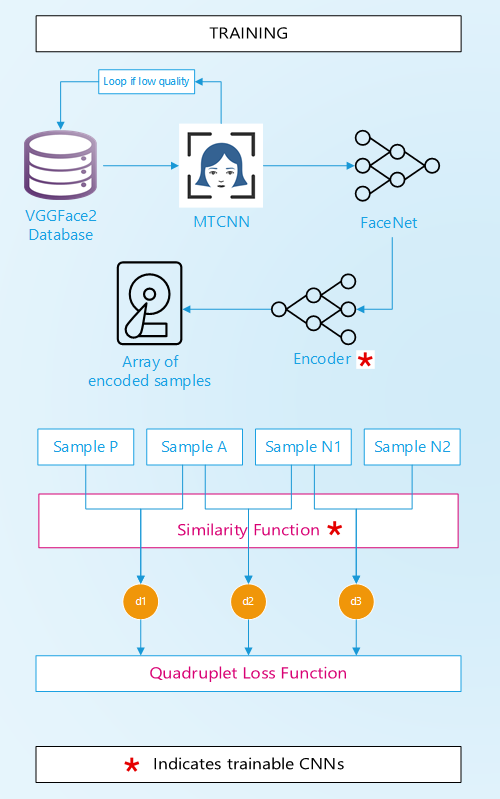 TRAINING
Loop if low quality
VGGFace2
Database
MTCNN
FaceNet
Array of
encoded samples
Encoder *
Sample P
Sample A
Sample N1
Sample N2
Similarity Function *
d1
d2
d3
Quadruplet Loss Function
* Indicates trainable CNNs